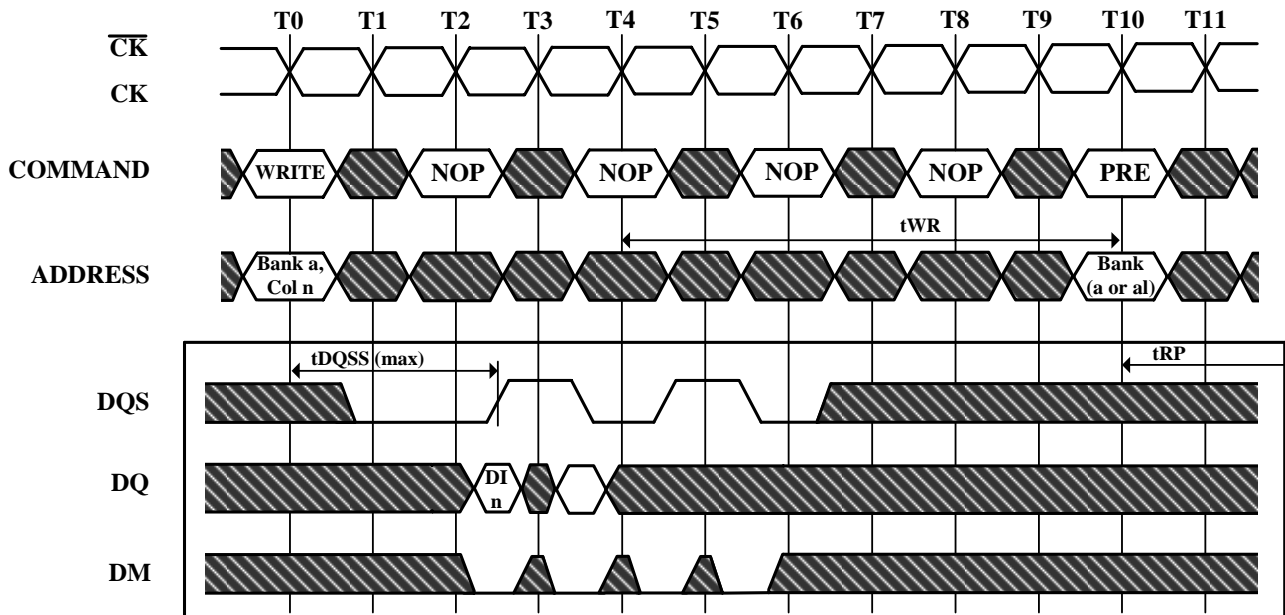 T0 T1 T2 T3 T4 T5 T6 T7 T8 T9 T10 T11
CK
CK
COMMAND WRITE NOP NOP NOP NOP PRE
tWR
ADDRESS Bank a, Col n Bank (a or al)
tDQSS (max) tRP
DQS
DQ DI n
DM